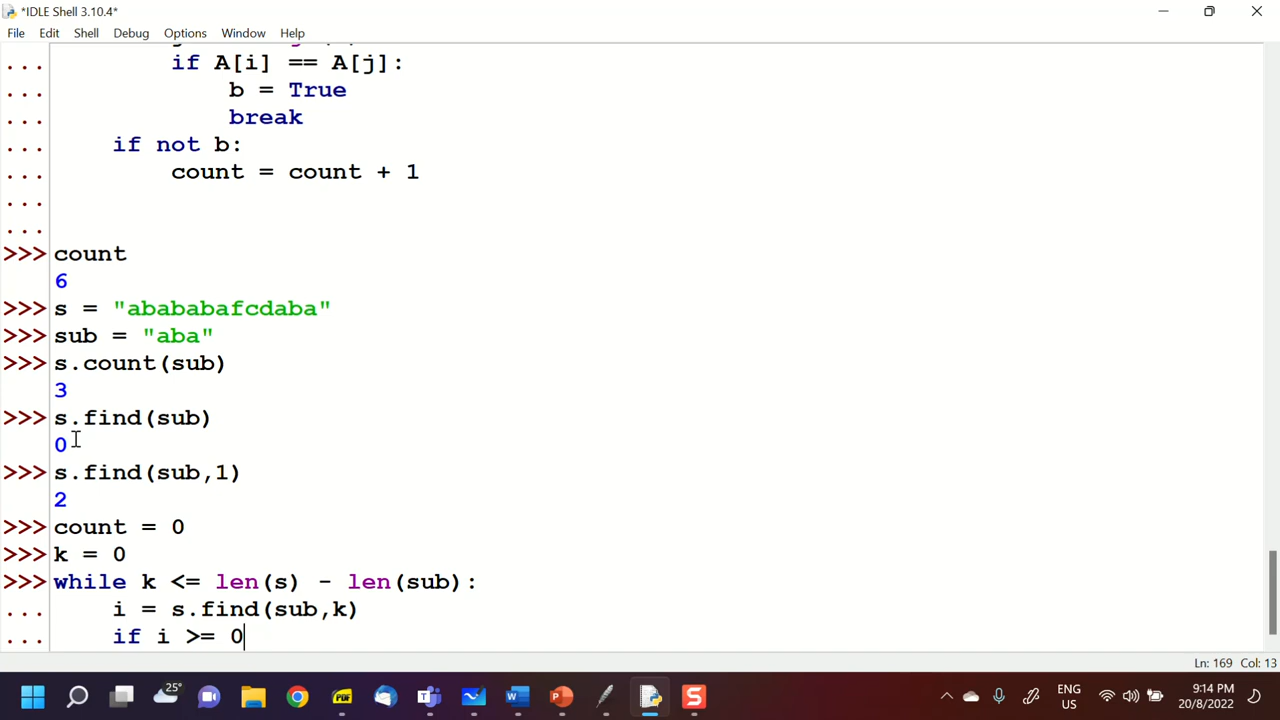 *IDLE Shell 3.10.4*
File Edit Shell Debug Options Window Help
... if A[i] == A[j]:
... b = True
... break
... if not b:
... count = count + 1
...
...
>>> count
6
>>> s = "abababafcdaba"
>>> sub = "aba"
>>> s.count(sub)
3
>>> s.find(sub)
0
>>> s.find(sub,1)
2
>>> count = 0
>>> k = 0
>>> while k <= len(s) - len(sub):
... i = s.find(sub,k)
... if i >= 0
Ln: 169 Col: 13
25°
PDF
W
P
S
ENG
US
9:14 PM
20/8/2022